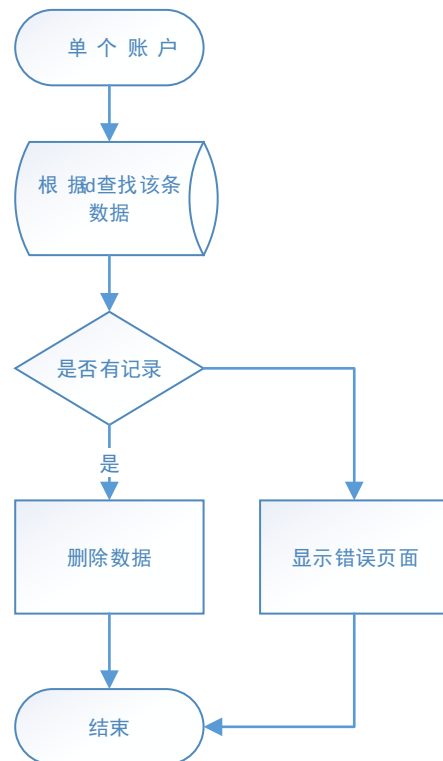 单个账户
根据id查找该条
数据
是否有记录
是
删除数据
显示错误页面
结束